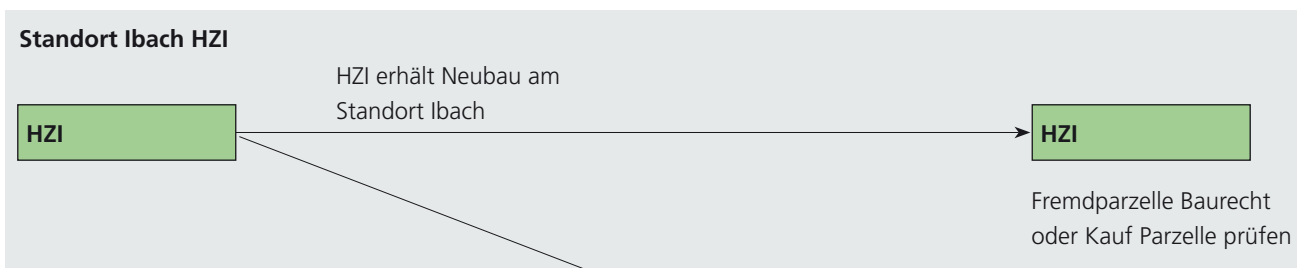 Standort Ibach HZI
HZI erhält Neubau am
Standort Ibach
HZI
HZI
Fremdparzelle Baurecht
oder Kauf Parzelle prüfen